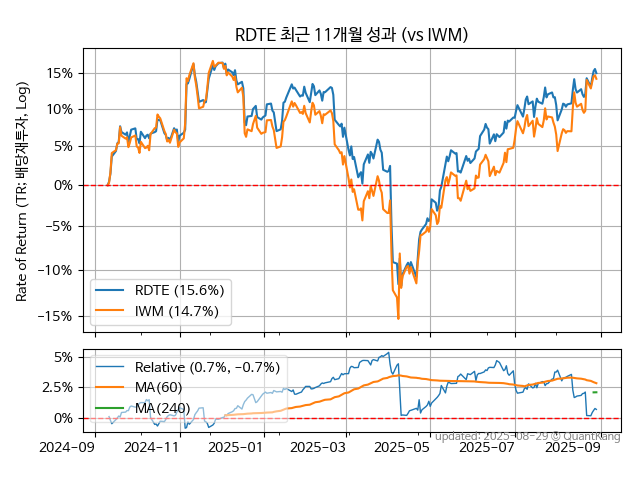 RDTE 최근 11개월 성과 (vs IWM)
Rate of Return (TR: 배당재투자, Log)
15%
10%
5%
0%
−5%
−10%
−15%
RDTE (15.6%)
IWM (14.7%)
5%
2.5%
0%
Relative (0.7%, −0.7%)
MA(60)
MA(240)
2024-09
2024-11
2025-01
2025-03
2025-05
2025-07
2025-09
updated: 2025-08-29 © QuantKang